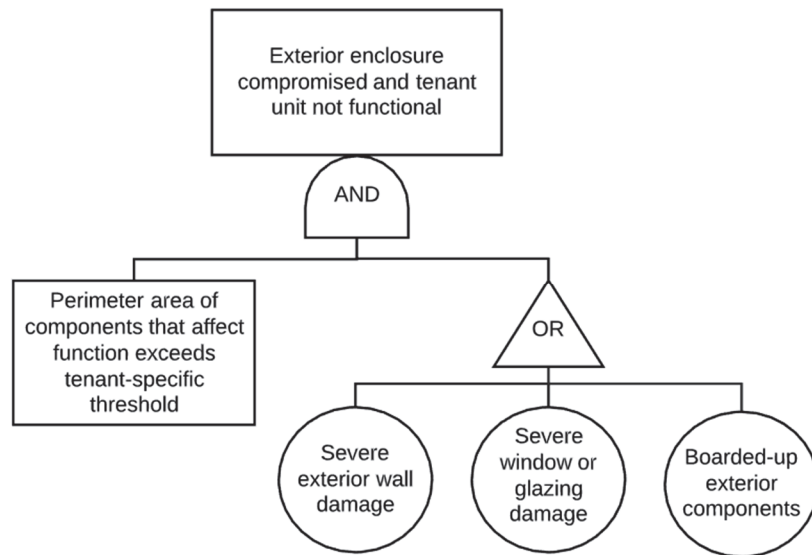 Exterior enclosure
compromised and tenant
unit not functional
AND
Perimeter area of
components that affect
function exceeds
tenant-specific
threshold
OR
Severe
exterior wall
damage
Severe
window or
glazing
damage
Boarded-up
exterior
components